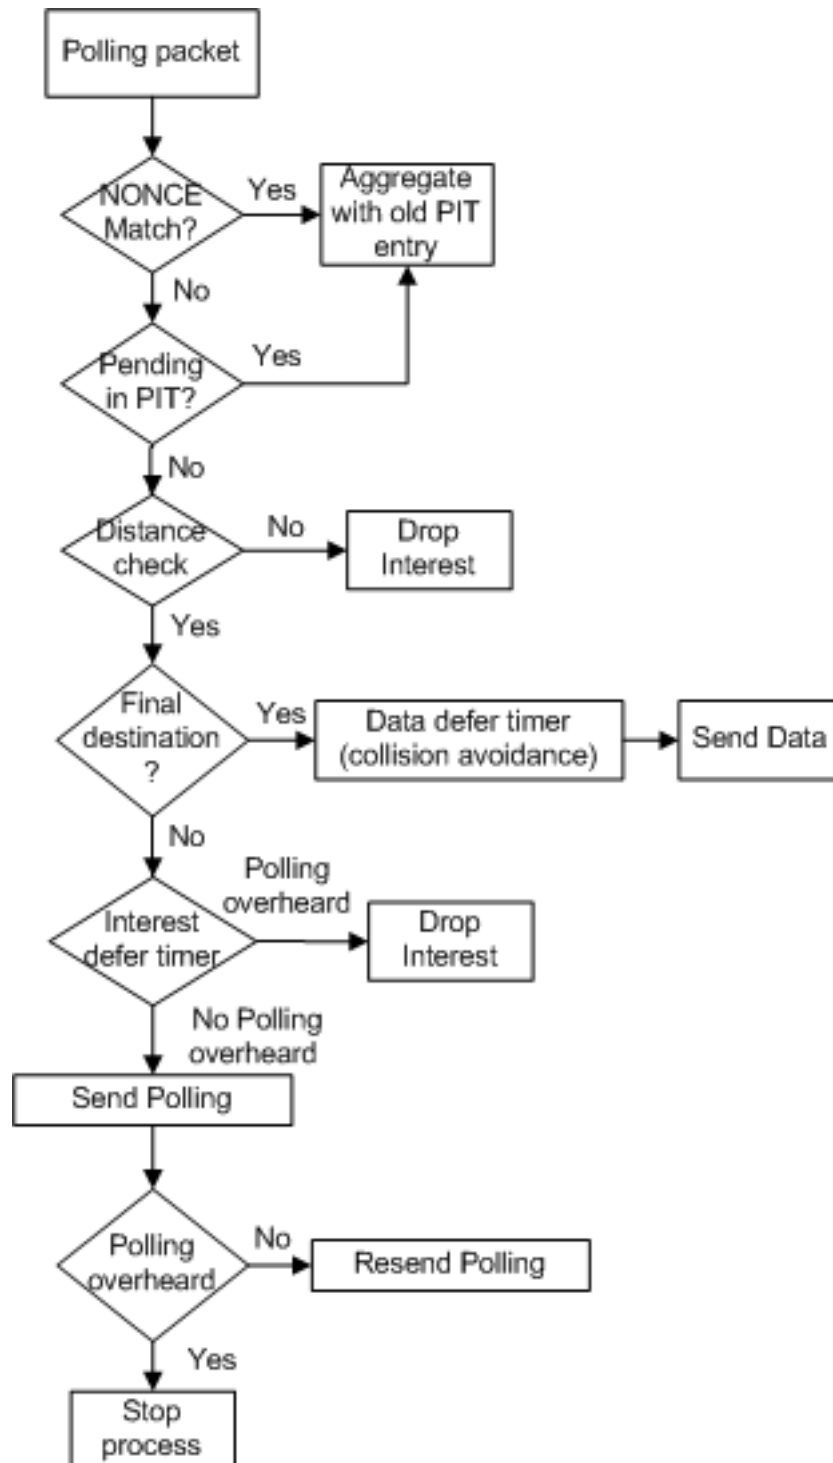 Polling packet
NONCE
Match?
Yes
Aggregate
with old PIT
entry
No
Pending
in PIT?
Yes
No
Distance
check
No
Drop
Interest
Yes
Final
destination
?
Yes
Data defer timer
(collision avoidance)
Send Data
No
Polling
overheard
Interest
defer timer
Drop
Interest
No Polling
overheard
Send Polling
Polling
overheard
No
Resend Polling
Yes
Stop
process